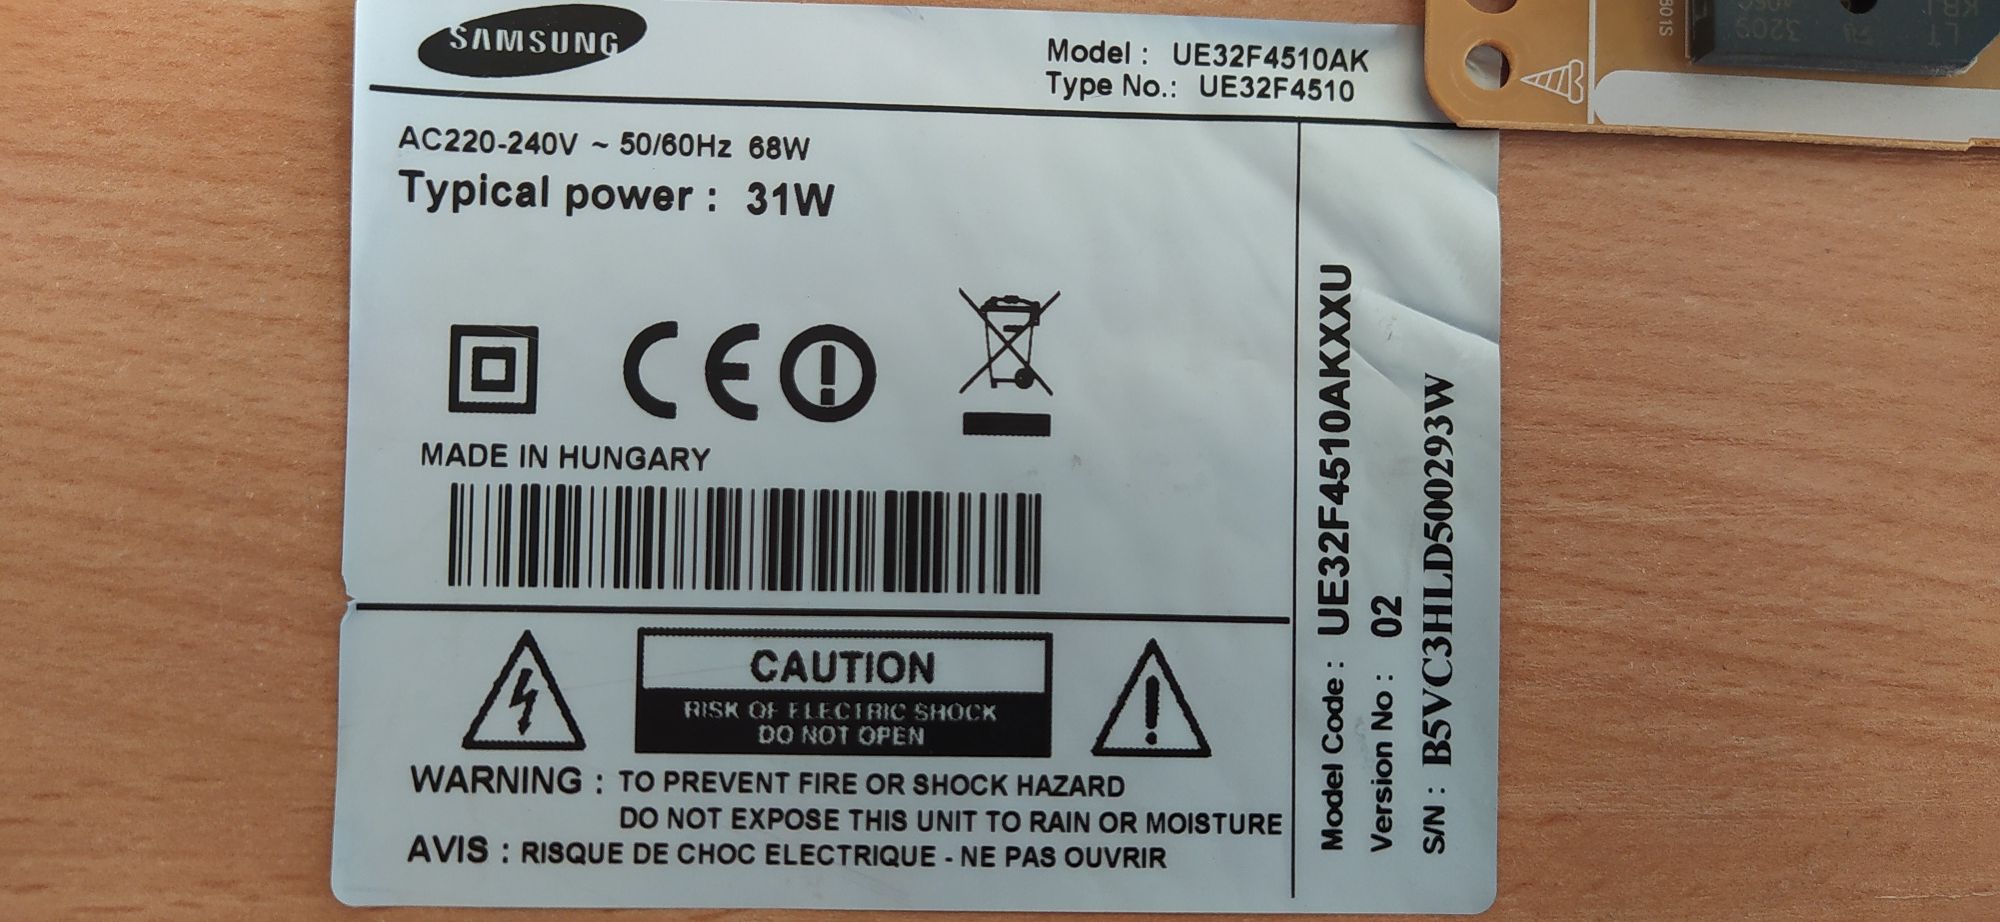 SAMSUNG
Model : UE32F4510AK
Type No.: UE32F4510
AC220-240V ~ 50/60Hz 68W
Typical power : 31W
CE
MADE IN HUNGARY
CAUTION
RISK OF ELECTRIC SHOCK
DO NOT OPEN
WARNING : TO PREVENT FIRE OR SHOCK HAZARD
DO NOT EXPOSE THIS UNIT TO RAIN OR MOISTURE
AVIS : RISQUE DE CHOC ELECTRIQUE - NE PAS OUVRIR
Model Code : UE32F4510AKXXU
Version No : 02
S/N : B5VC3HLD500293W
3209
LT